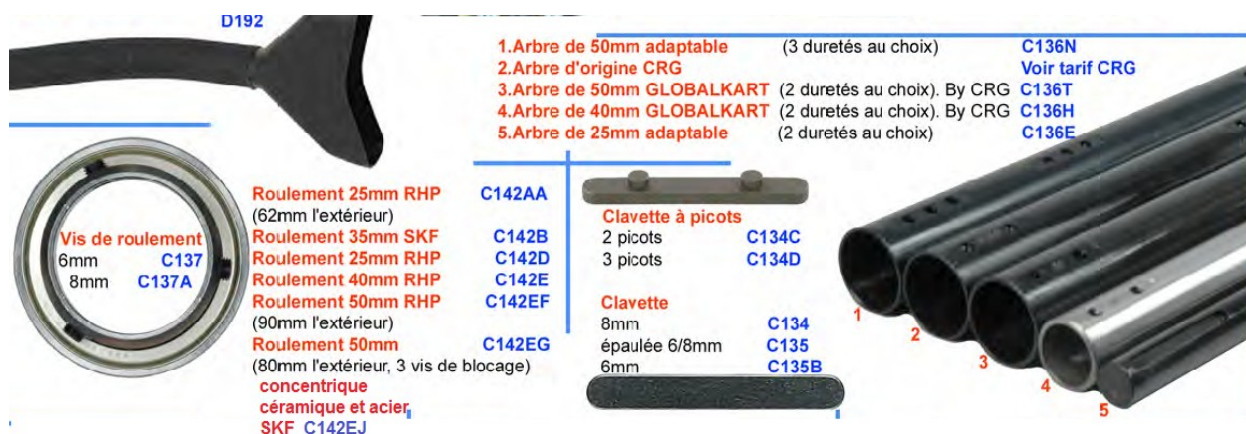 D192
1.Arbre de 50mm adaptable (3 duretés au choix) C136N
2.Arbre d'origine CRG Voir tarif CRG
3.Arbre de 50mm GLOBALKART (2 duretés au choix). By CRG C136T
4.Arbre de 40mm GLOBALKART (2 duretés au choix). By CRG C136H
5.Arbre de 25mm adaptable (2 duretés au choix) C136E
Vis de roulement
6mm C137
8mm C137A
Roulement 25mm RHP C142AA
(62mm l'extérieur)
Roulement 35mm SKF C142B
Roulement 25mm RHP C142D
Roulement 40mm RHP C142E
Roulement 50mm RHP C142EF
(90mm l'extérieur)
Roulement 50mm C142EG
(80mm l'extérieur, 3 vis de blocage)
concentrique
céramique et acier
SKF C142EJ
Clavette à picots
2 picots C134C
3 picots C134D
Clavette
8mm C134
épaulée 6/8mm C135
6mm C135B
1
2
3
4
5